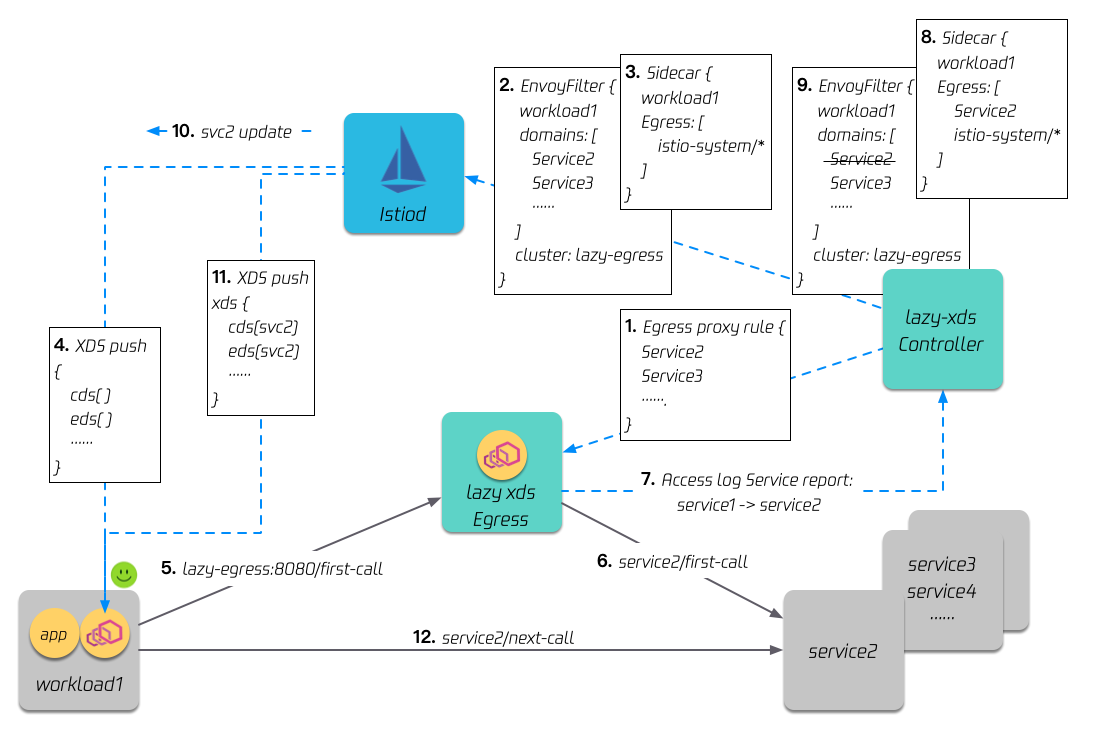 8. Sidecar {
workload1
Egress: [
Service2
istio-system/*
]
}
3. Sidecar {
workload1
Egress: [
istio-system/*
]
}
2. EnvoyFilter {
workload1
domains: [
Service2
Service3
......
]
cluster: lazy-egress
}
9. EnvoyFilter {
workload1
domains: [
Service2
Service3
......
]
cluster: lazy-egress
}
10. svc2 update
Istiod
11. XDS push
xds {
cds(svc2)
eds(svc2)
......
}
4. XDS push
{
cds[ ]
eds[ ]
......
}
1. Egress proxy rule {
Service2
Service3
.......
}
lazy-xds
Controller
lazy xds
Egress
7. Access log Service report:
service1 -> service2
5. lazy-egress:8080/first-call
6. service2/first-call
service3
service4
......
app
workload1
12. service2/next-call
service2